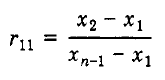 r₁₁ = (x₂ − x₁) / (xₙ₋₁ − x₁)